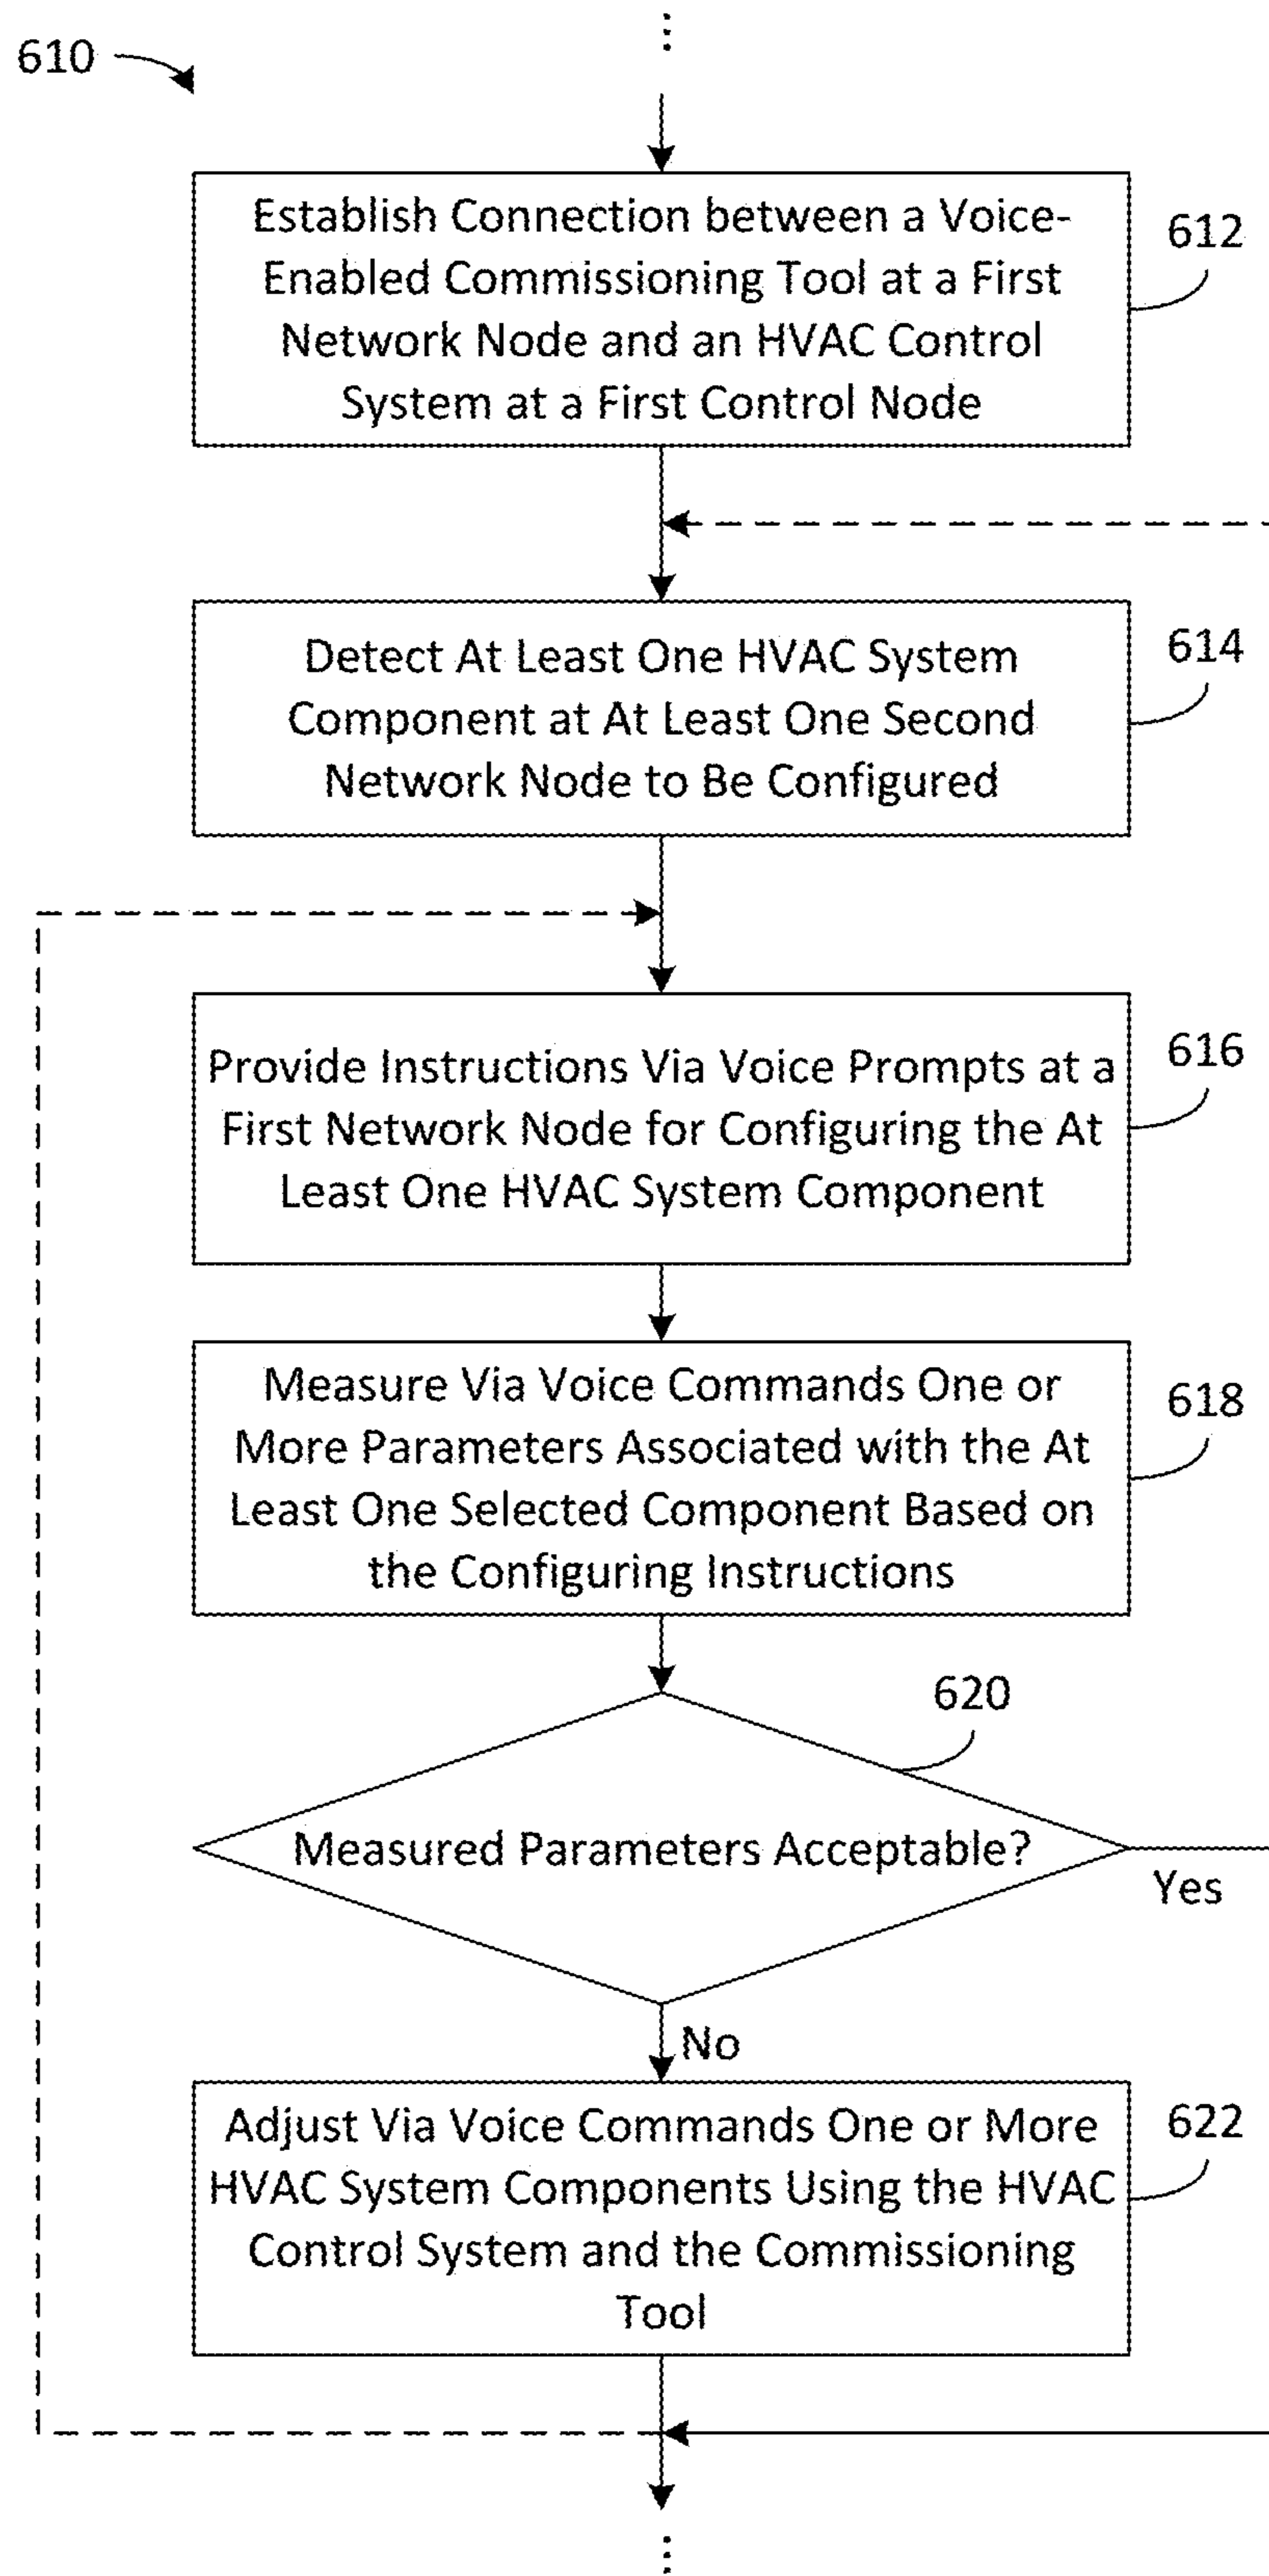 610
Establish Connection between a Voice-
Enabled Commissioning Tool at a First
Network Node and an HVAC Control
System at a First Control Node
612
Detect At Least One HVAC System
Component at At Least One Second
Network Node to Be Configured
614
Provide Instructions Via Voice Prompts at a
First Network Node for Configuring the At
Least One HVAC System Component
616
Measure Via Voice Commands One or
More Parameters Associated with the At
Least One Selected Component Based on
the Configuring Instructions
618
620
Measured Parameters Acceptable?
Yes
No
Adjust Via Voice Commands One or More
HVAC System Components Using the HVAC
Control System and the Commissioning
Tool
622